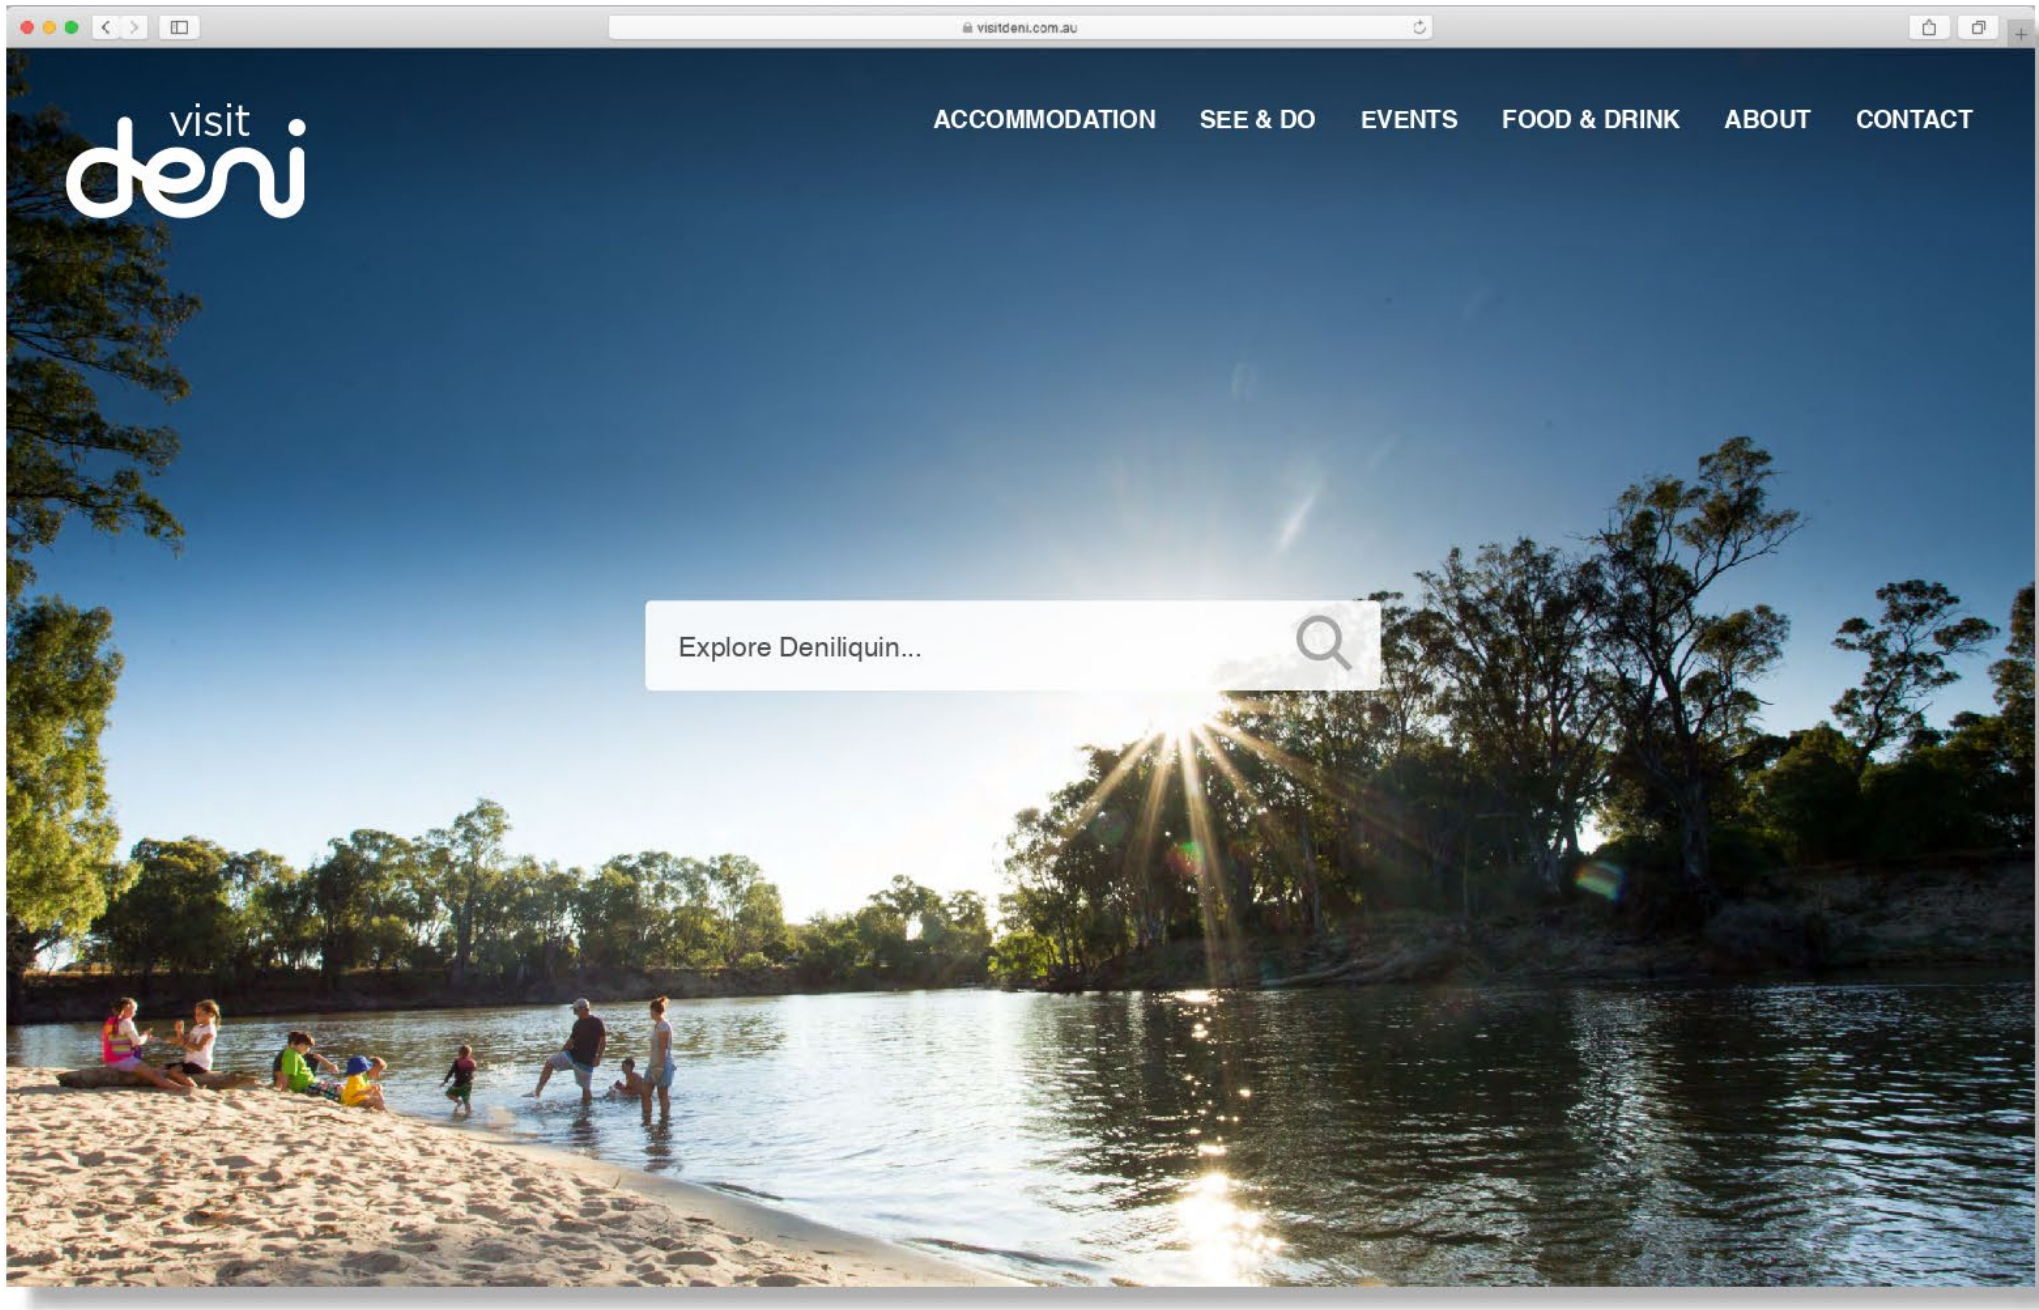 visitdeni.com.au
visit
deni
ACCOMMODATION SEE & DO EVENTS FOOD & DRINK ABOUT CONTACT
Explore Deniliquin...